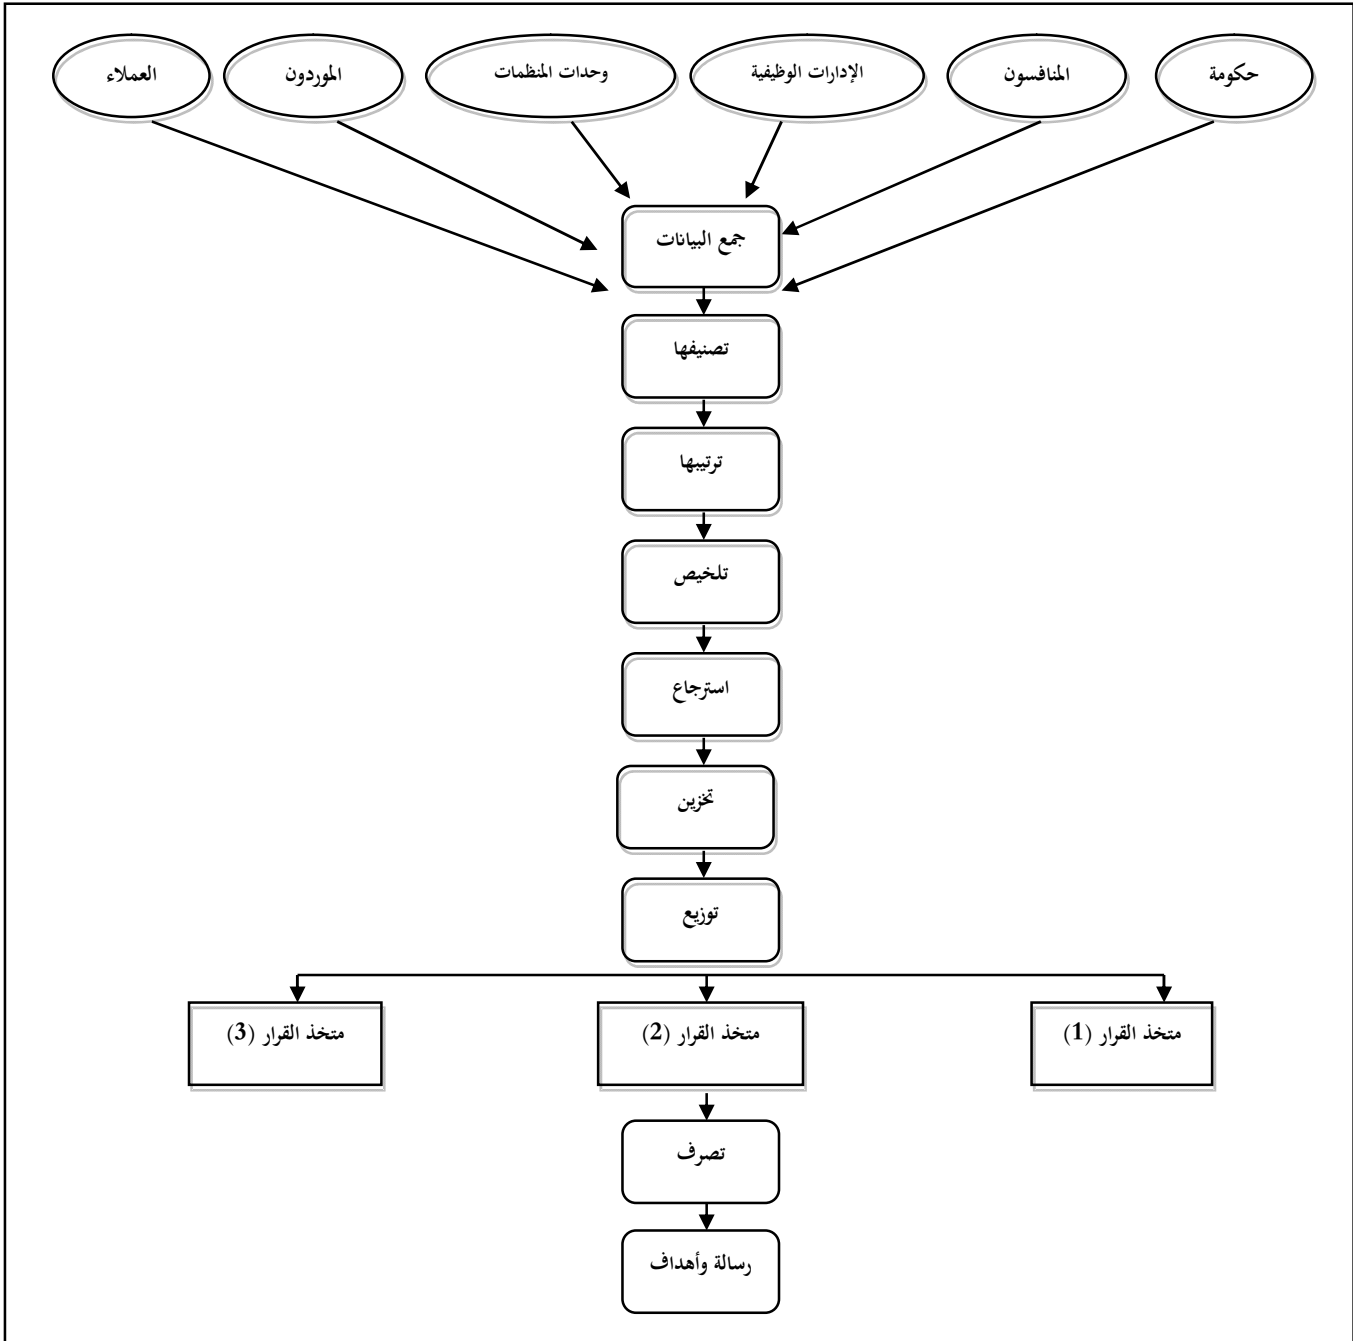 حكومة
المنافسون
الإدارات الوظيفية
وحدات المنظمات
الموردون
العملاء
جمع البيانات
تصنيفها
ترتيبها
تلخيص
استرجاع
تخزين
توزيع
متخذ القرار (1)
متخذ القرار (2)
متخذ القرار (3)
تصرف
رسالة وأهداف